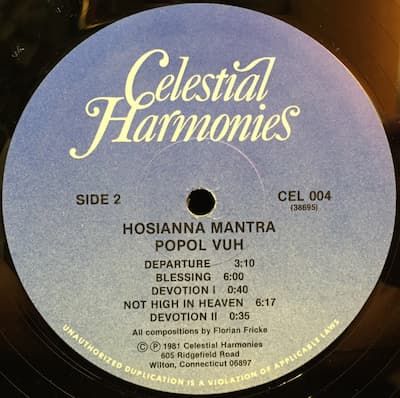 Celestial
Harmonies
SIDE 2
CEL 004
(38695)
HOSIANNA MANTRA
POPOL VUH
DEPARTURE 3:10
BLESSING 6:00
DEVOTION I 0:40
NOT HIGH IN HEAVEN 6:17
DEVOTION II 0:35
All compositions by Florian Fricke
© ℗ 1981 Celestial Harmonies
605 Ridgefield Road
Wilton, Connecticut 06897
UNAUTHORIZED DUPLICATION IS A VIOLATION OF APPLICABLE LAWS